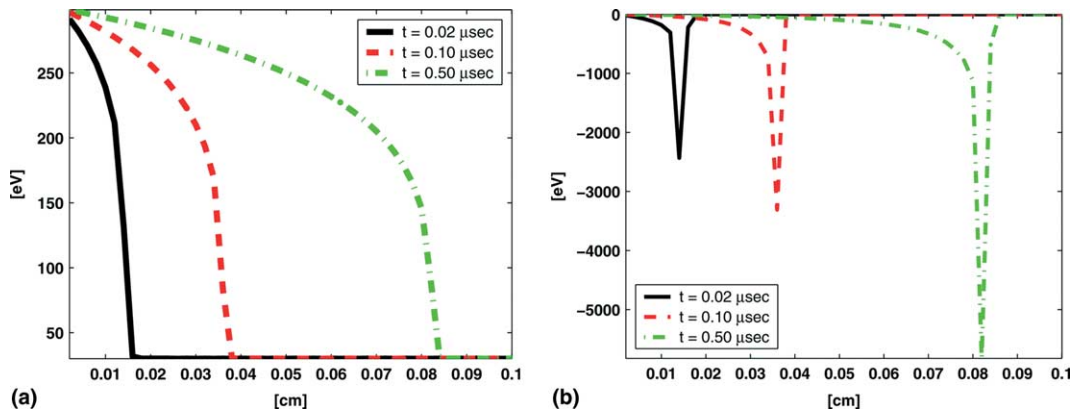 t = 0.02 μsec
t = 0.10 μsec
t = 0.50 μsec
250
200
150
100
50
[eV]
0.01 0.02 0.03 0.04 0.05 0.06 0.07 0.08 0.09 0.1
[cm]
(a)
0
−1000
−2000
−3000
−4000
−5000
[eV]
t = 0.02 μsec
t = 0.10 μsec
t = 0.50 μsec
0.01 0.02 0.03 0.04 0.05 0.06 0.07 0.08 0.09 0.1
[cm]
(b)